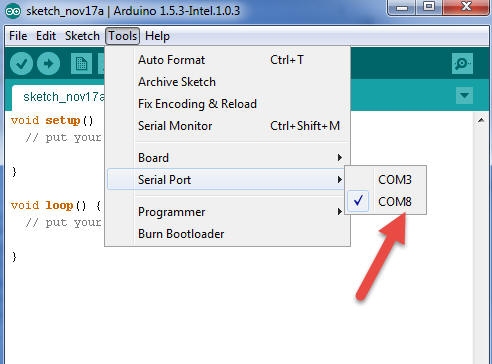 sketch_nov17a | Arduino 1.5.3-Intel.1.0.3
File Edit Sketch Tools Help
sketch_nov17a
Auto Format Ctrl+T
Archive Sketch
Fix Encoding & Reload
Serial Monitor Ctrl+Shift+M
Board
Serial Port
Programmer
Burn Bootloader
COM3
COM8
void setup()
// put your
}
void loop() {
// put your
}